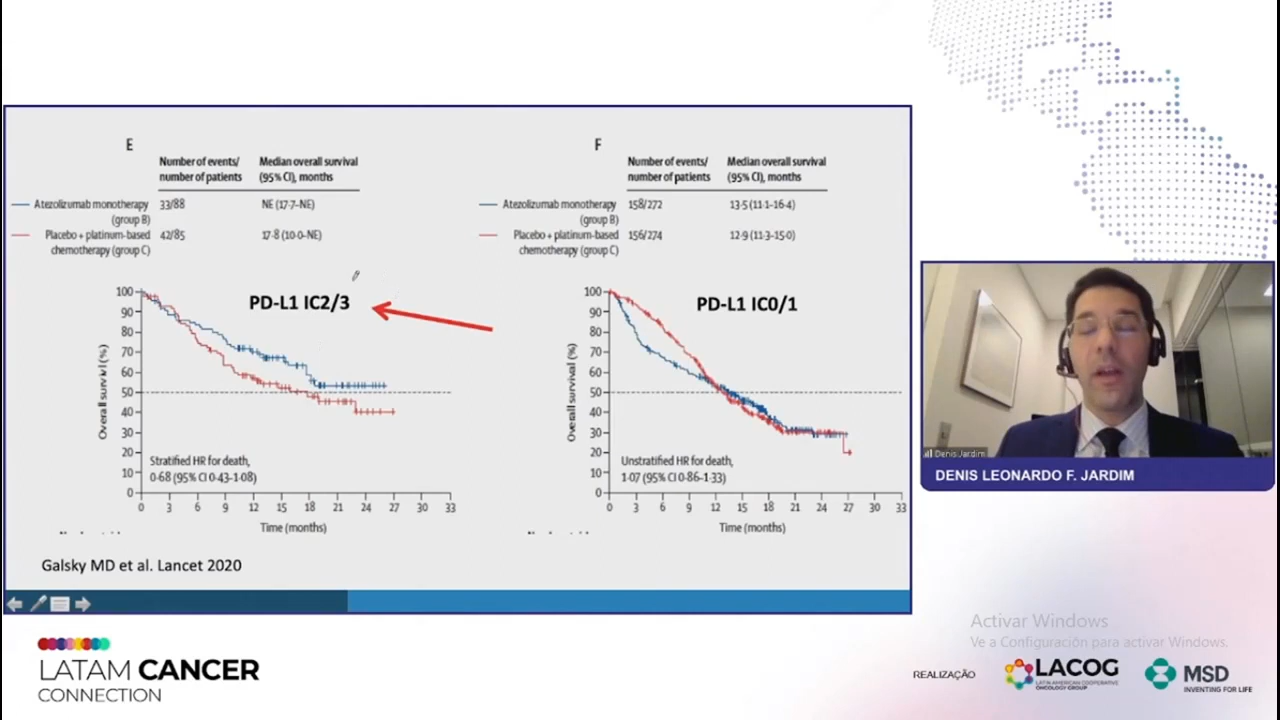 E
Number of events/ number of patients
Median overall survival (95% CI), months
Atezolizumab monotherapy (group B)
33/88
NE (17·7–NE)
Placebo + platinum-based chemotherapy (group C)
42/85
17·8 (10·0–NE)
PD-L1 IC2/3
Overall survival (%)
100
90
80
70
60
50
40
30
20
10
0
Stratified HR for death,
0·68 (95% CI 0·43–1·08)
0 3 6 9 12 15 18 21 24 27 30 33
Time (months)
F
Number of events/ number of patients
Median overall survival (95% CI), months
Atezolizumab monotherapy (group B)
158/272
13·5 (11·1–16·4)
Placebo + platinum-based chemotherapy (group C)
156/274
12·9 (11·3–15·0)
PD-L1 IC0/1
Overall survival (%)
100
90
80
70
60
50
40
30
20
10
0
Unstratified HR for death,
1·07 (95% CI 0·86–1·33)
0 3 6 9 12 15 18 21 24 27 30 33
Time (months)
Galsky MD et al. Lancet 2020
Denis Jardim
DENIS LEONARDO F. JARDIM
Activar Windows
Ve a Configuración para activar Windows.
LATAM CANCER
CONNECTION
REALIZAÇÃO
LACOG
LATIN AMERICAN COOPERATIVE
ONCOLOGY GROUP
MSD
INVENTING FOR LIFE